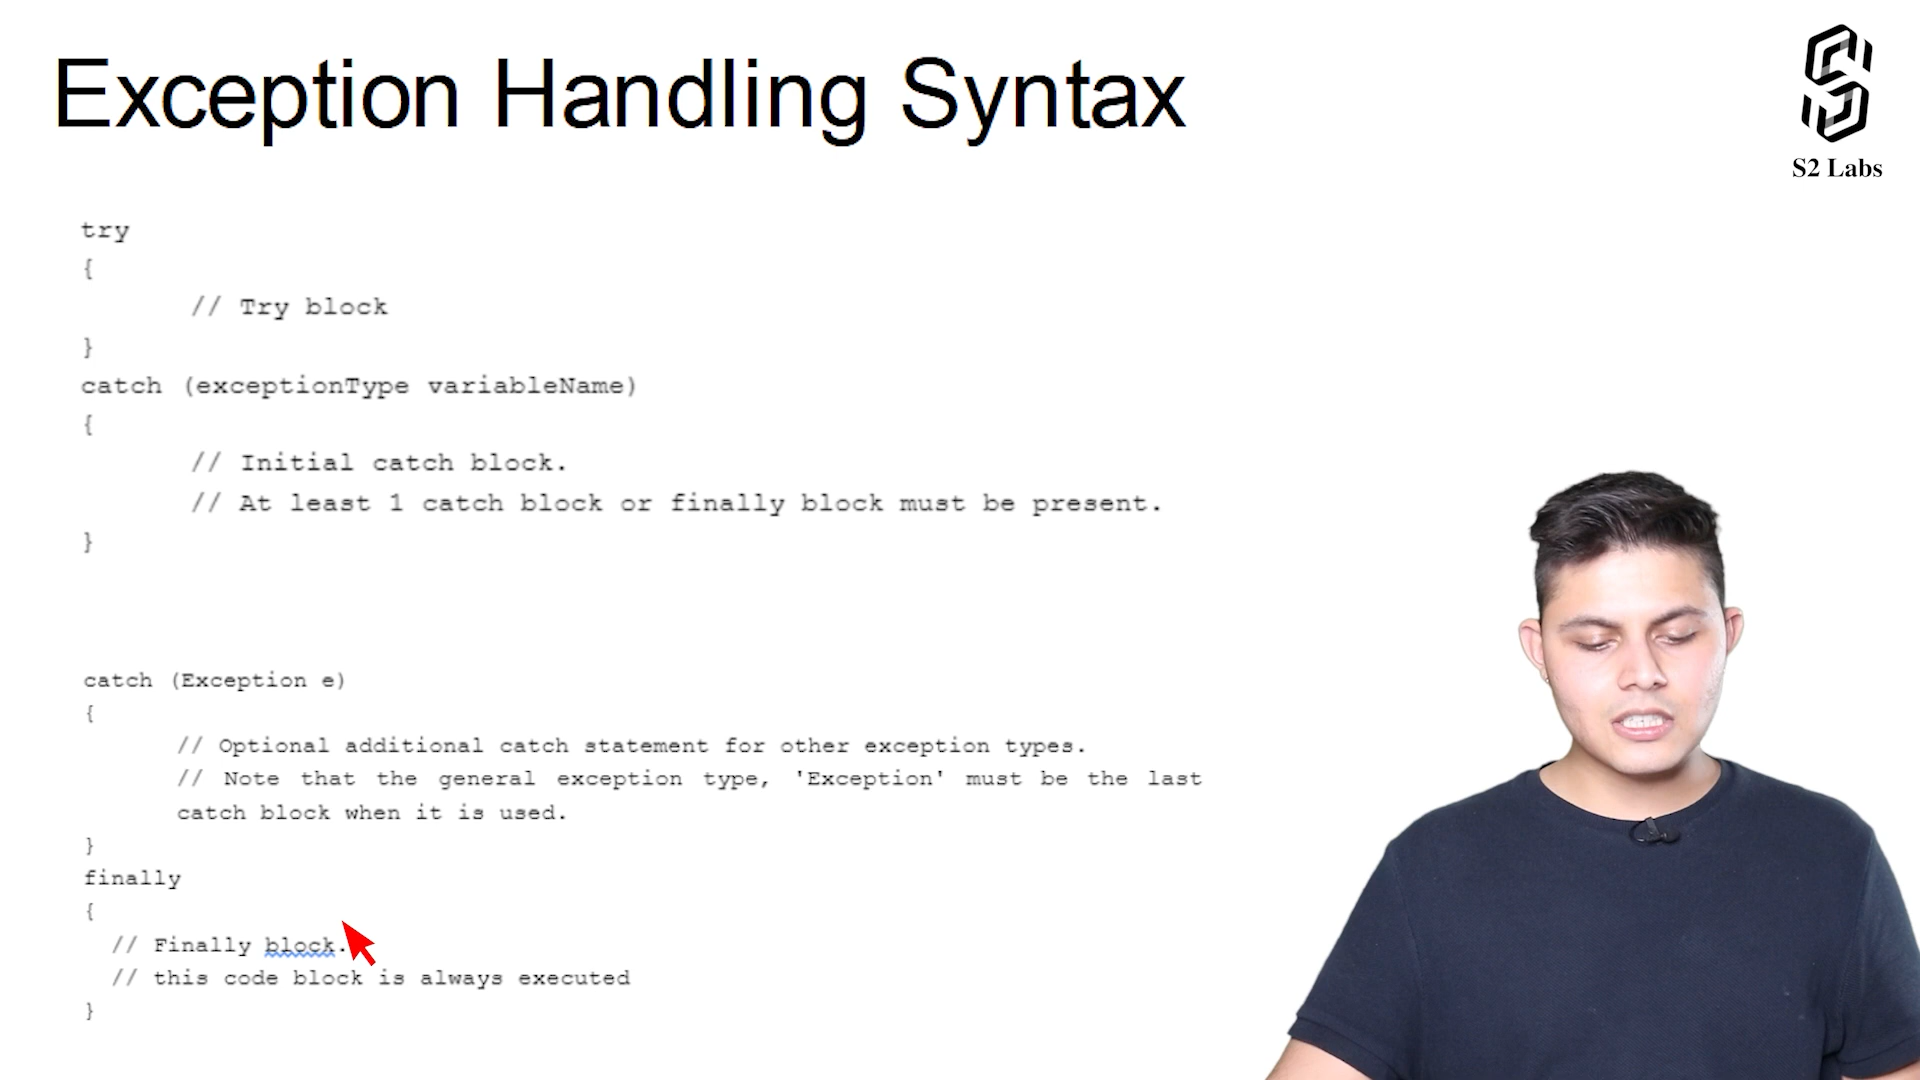 Exception Handling Syntax
S2 Labs
try
{
// Try block
}
catch (exceptionType variableName)
{
// Initial catch block.
// At least 1 catch block or finally block must be present.
}
catch (Exception e)
{
// Optional additional catch statement for other exception types.
// Note that the general exception type, 'Exception' must be the last
catch block when it is used.
}
finally
{
// Finally block.
// this code block is always executed
}